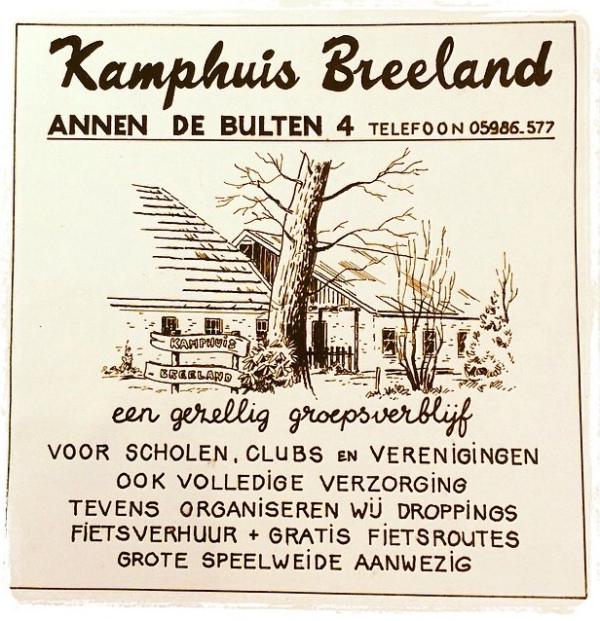 Kamphuis Breeland
ANNEN DE BULTEN 4 TELEFOON 05986-577
KAMPHUIS
BREELAND
een gezellig groepsverblijf
VOOR SCHOLEN, CLUBS EN VERENIGINGEN
OOK VOLLEDIGE VERZORGING
TEVENS ORGANISEREN WIJ DROPPINGS
FIETSVERHUUR + GRATIS FIETSROUTES
GROTE SPEELWEIDE AANWEZIG